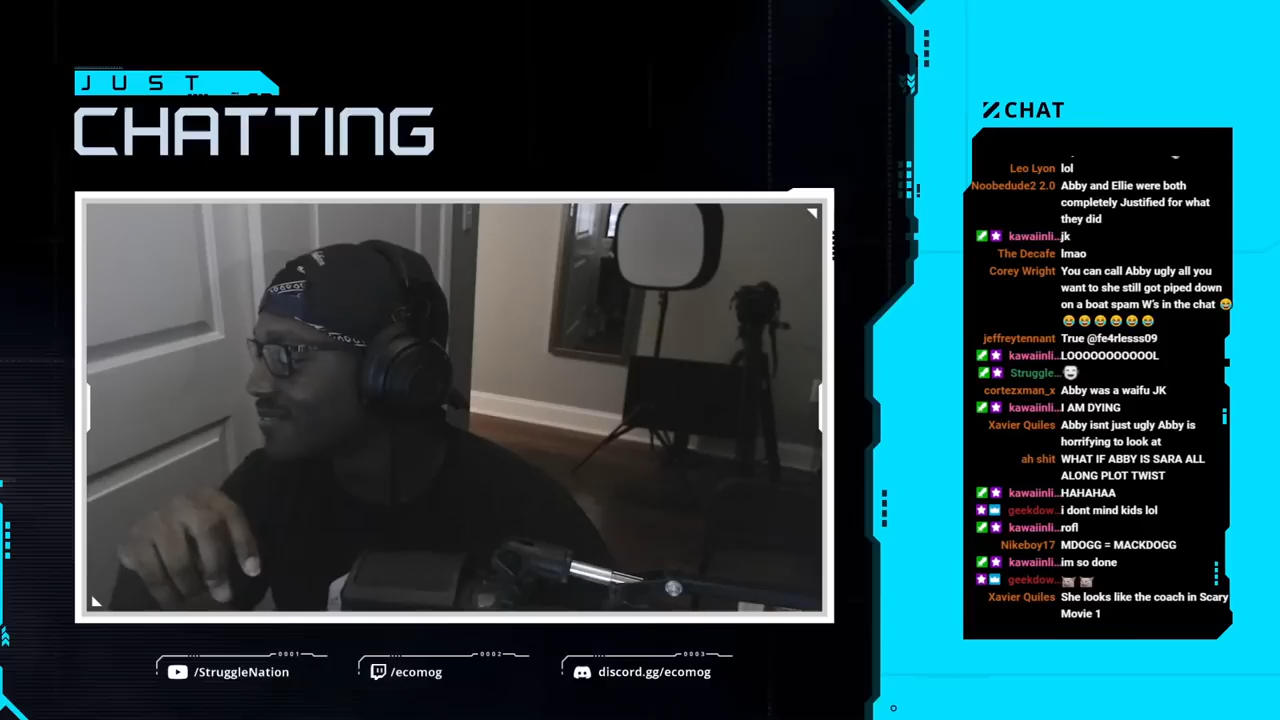 JUST
CHATTING
CHAT
Leo Lyon lol
Noobedude2 2.0 Abby and Ellie were both
completely Justified for what
they did
kawaiinli... jk
The Decafe lmao
Corey Wright You can call Abby ugly all you
want to she still got piped down
on a boat spam W's in the chat 😂
😂😂😂😂😂😂
jeffreytennant True @fe4rlesss09
kawaiinli... LOOOOOOOOOOL
Struggle...
cortezxman_x Abby was a waifu JK
kawaiinli... I AM DYING
Xavier Quiles Abby isnt just ugly Abby is
horrifying to look at
ah shit WHAT IF ABBY IS SARA ALL
ALONG PLOT TWIST
kawaiinli... HAHAHAA
geekdow... i dont mind kids lol
kawaiinli... rofl
Nikeboy17 MDOGG = MACKDOGG
kawaiinli... im so done
geekdow...
Xavier Quiles She looks like the coach in Scary
Movie 1
0001
/StruggleNation
0002
/ecomog
0003
discord.gg/ecomog